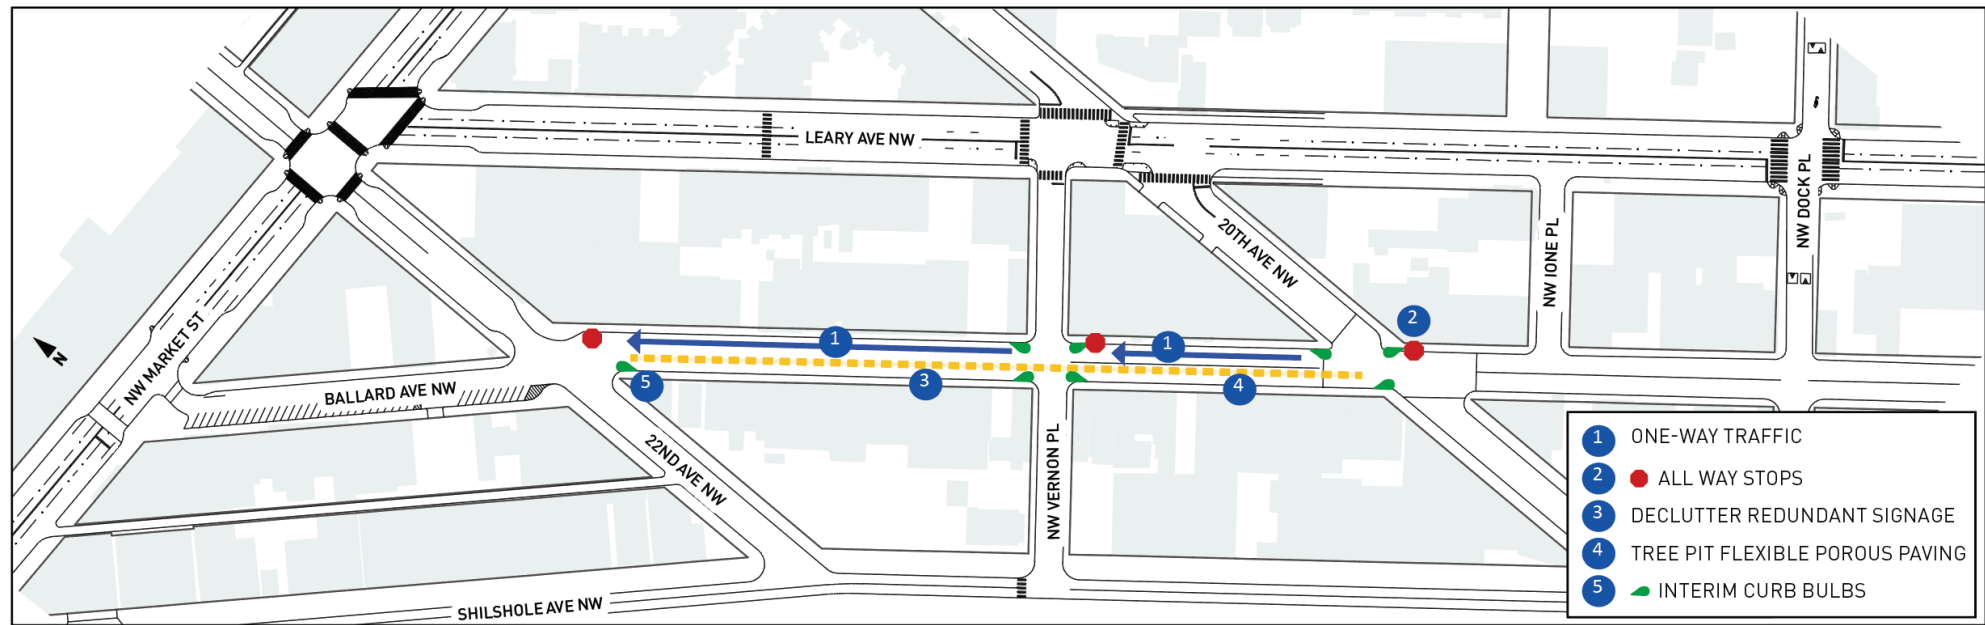 LEARY AVE NW
NW DOCK PL
20TH AVE NW
NW IONE PL
N
NW MARKET ST
2
1
1
BALLARD AVE NW
5
3
4
22ND AVE NW
NW VERNON PL
SHILSHOLE AVE NW
1 ONE-WAY TRAFFIC
2 ALL WAY STOPS
3 DECLUTTER REDUNDANT SIGNAGE
4 TREE PIT FLEXIBLE POROUS PAVING
5 INTERIM CURB BULBS